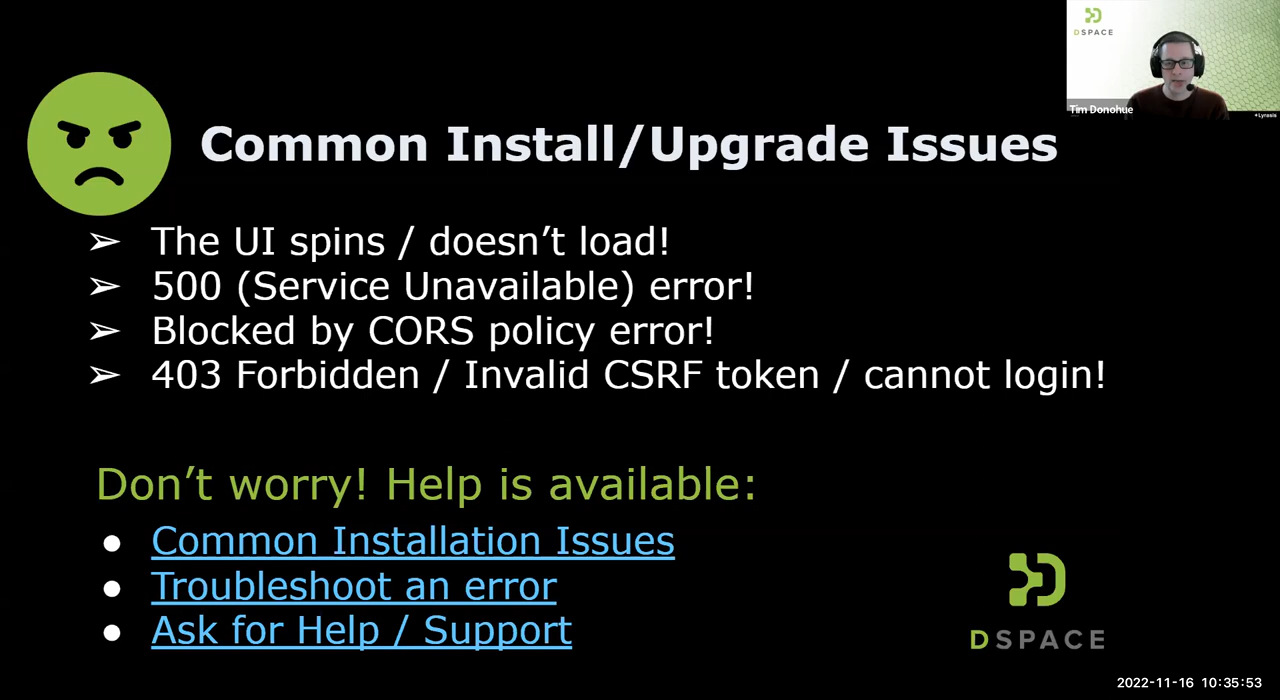 DSPACE
Tim Donohue
Lyrasis
Common Install/Upgrade Issues
➢ The UI spins / doesn’t load!
➢ 500 (Service Unavailable) error!
➢ Blocked by CORS policy error!
➢ 403 Forbidden / Invalid CSRF token / cannot login!
Don’t worry! Help is available:
● Common Installation Issues
● Troubleshoot an error
● Ask for Help / Support
DSPACE
2022-11-16 10:35:53